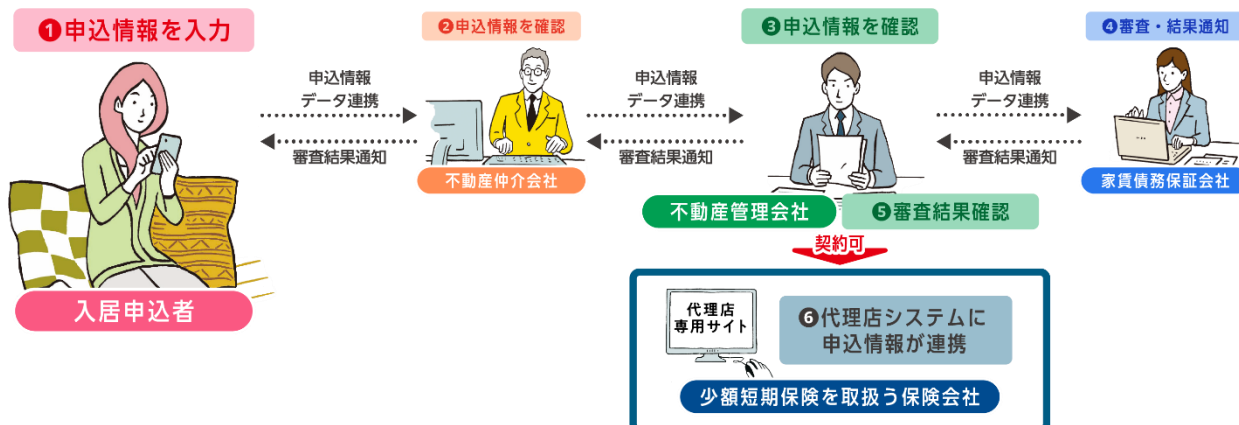 ❶申込情報を入力
❷申込情報を確認
❸申込情報を確認
❹審査・結果通知
申込情報
データ連携
審査結果通知
申込情報
データ連携
審査結果通知
申込情報
データ連携
審査結果通知
不動産仲介会社
家賃債務保証会社
不動産管理会社
❺審査結果確認
契約可
入居申込者
代理店
専用サイト
❻代理店システムに
申込情報が連携
少額短期保険を取扱う保険会社